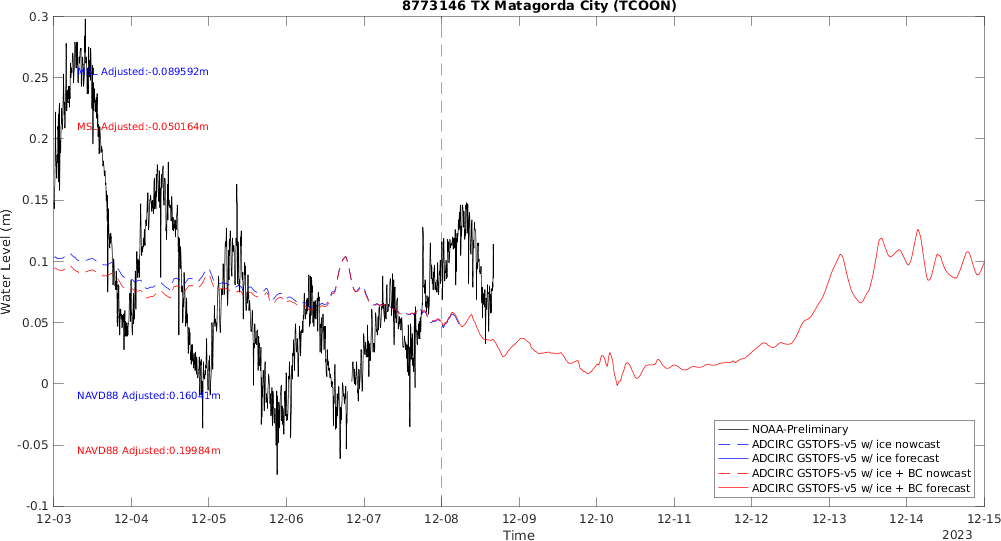 8773146 TX Matagorda City (TCOON)
0.3
0.25
0.2
0.15
0.1
0.05
0
-0.05
-0.1
Water Level (m)
MSL Adjusted:-0.089592m
MSL Adjusted:-0.050164m
NAVD88 Adjusted:0.16041m
NAVD88 Adjusted:0.19984m
NOAA-Preliminary
ADCIRC GSTOFS-v5 w/ ice nowcast
ADCIRC GSTOFS-v5 w/ ice forecast
ADCIRC GSTOFS-v5 w/ ice + BC nowcast
ADCIRC GSTOFS-v5 w/ ice + BC forecast
12-03 12-04 12-05 12-06 12-07 12-08 12-09 12-10 12-11 12-12 12-13 12-14 12-15
Time
2023